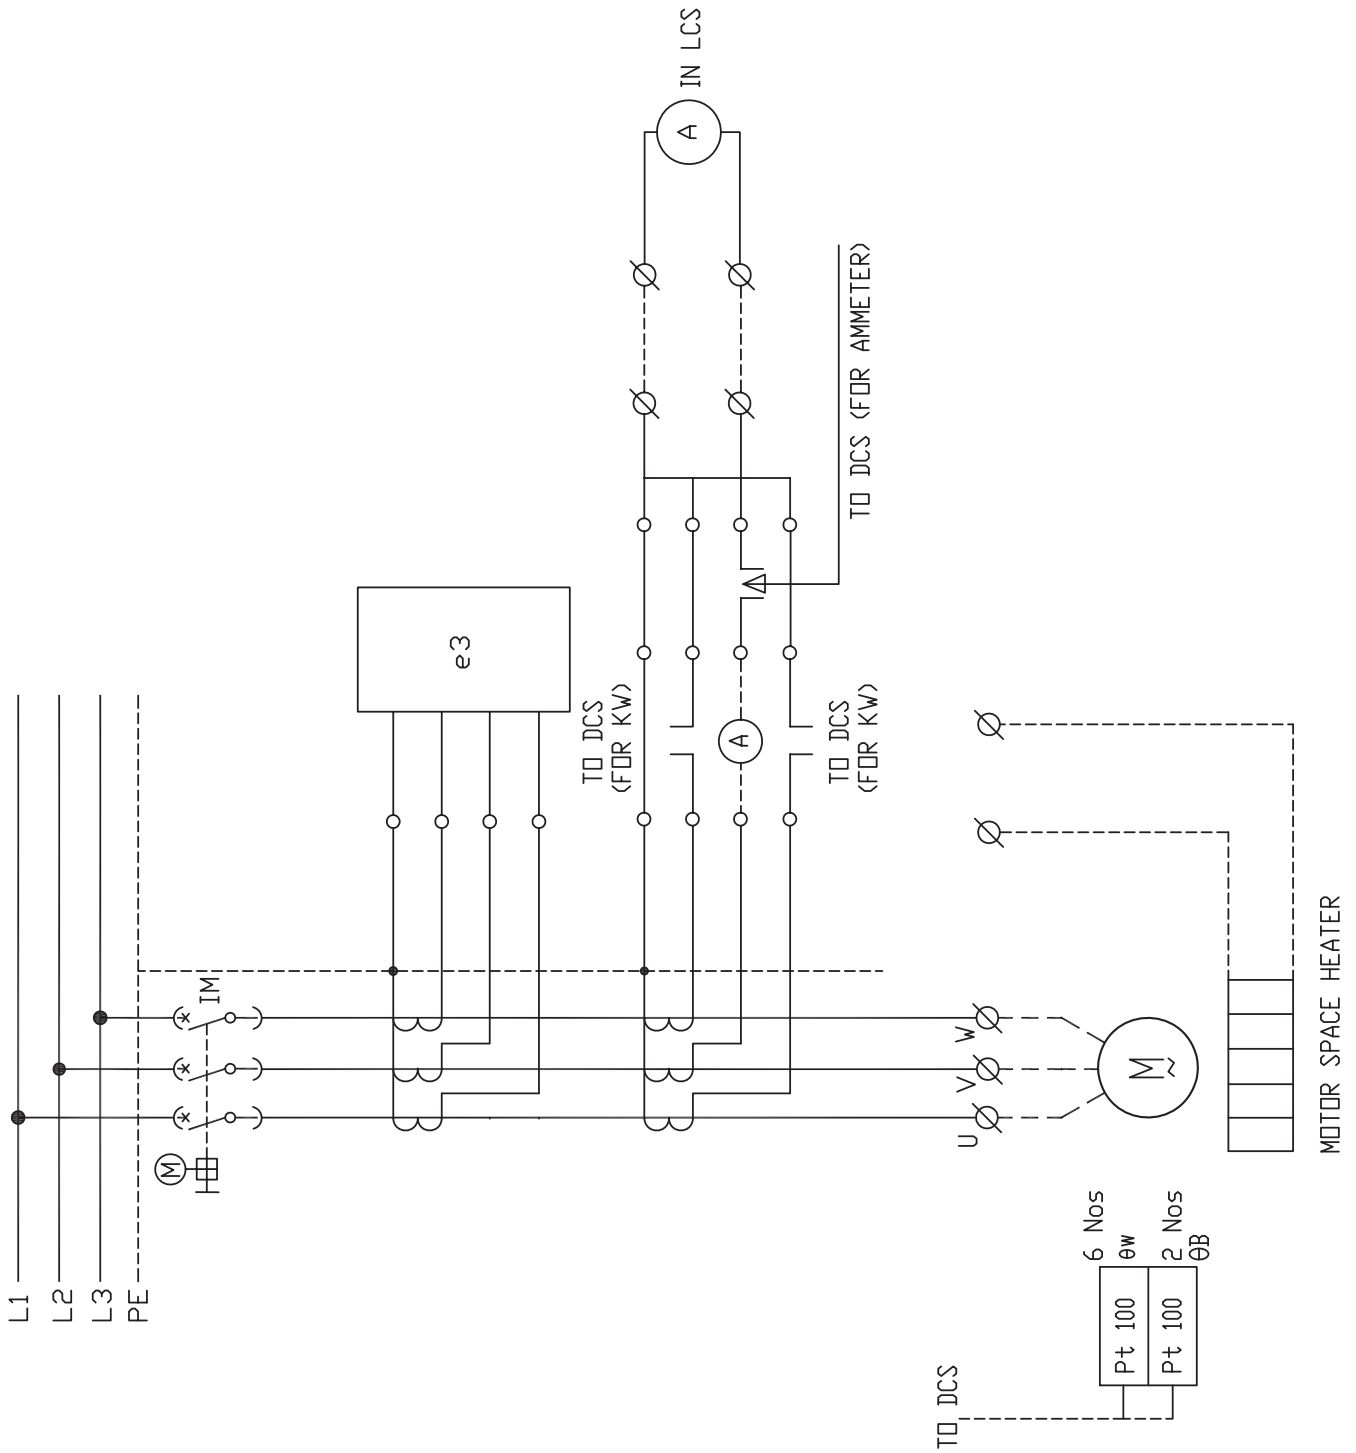 L1
L2
L3
PE
M
IM
e3
TO DCS
(FOR KW)
A
TO DCS
(FOR KW)
TO DCS (FOR AMMETER)
A
IN LCS
U
V
W
M
~
MOTOR SPACE HEATER
6 Nos
θW
2 Nos
θB
Pt 100
Pt 100
TO DCS